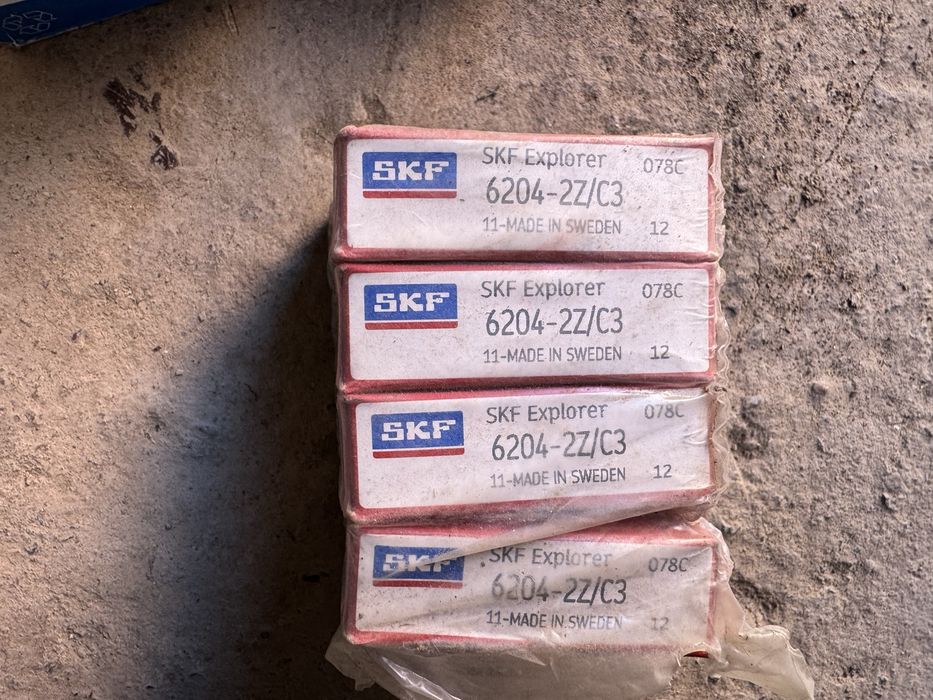 SKF
SKF Explorer 078C
6204-2Z/C3
11-MADE IN SWEDEN 12
SKF
SKF Explorer 078C
6204-2Z/C3
11-MADE IN SWEDEN 12
SKF
SKF Explorer 078C
6204-2Z/C3
11-MADE IN SWEDEN 12
SKF
SKF Explorer 078C
6204-2Z/C3
11-MADE IN SWEDEN 12